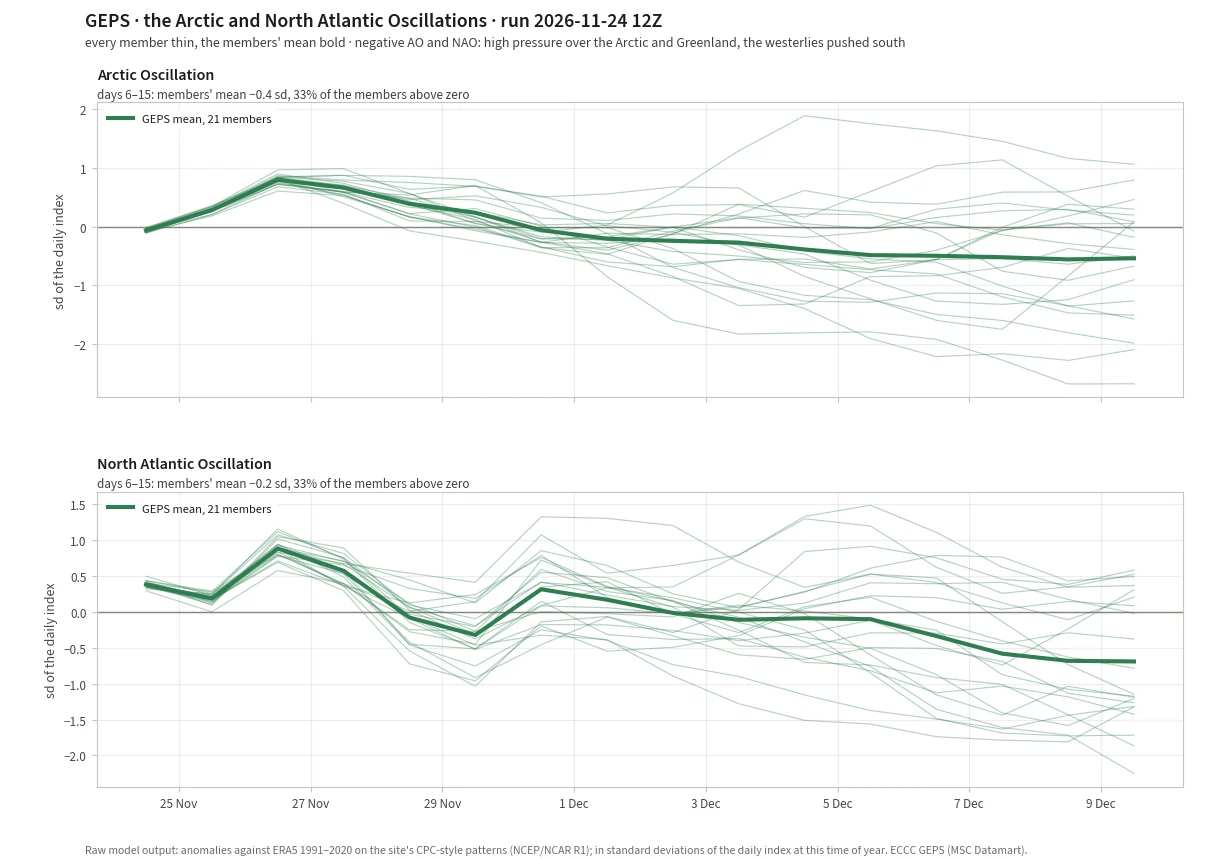 GEPS · the Arctic and North Atlantic Oscillations · run 2026-11-24 12Z
every member thin, the members' mean bold · negative AO and NAO: high pressure over the Arctic and Greenland, the westerlies pushed south
Arctic Oscillation
days 6–15: members' mean −0.4 sd, 33% of the members above zero
GEPS mean, 21 members
2
1
0
−1
−2
sd of the daily index
North Atlantic Oscillation
days 6–15: members' mean −0.2 sd, 33% of the members above zero
GEPS mean, 21 members
1.5
1.0
0.5
0.0
−0.5
−1.0
−1.5
−2.0
sd of the daily index
25 Nov 27 Nov 29 Nov 1 Dec 3 Dec 5 Dec 7 Dec 9 Dec
Raw model output: anomalies against ERA5 1991–2020 on the site's CPC-style patterns (NCEP/NCAR R1); in standard deviations of the daily index at this time of year. ECCC GEPS (MSC Datamart).